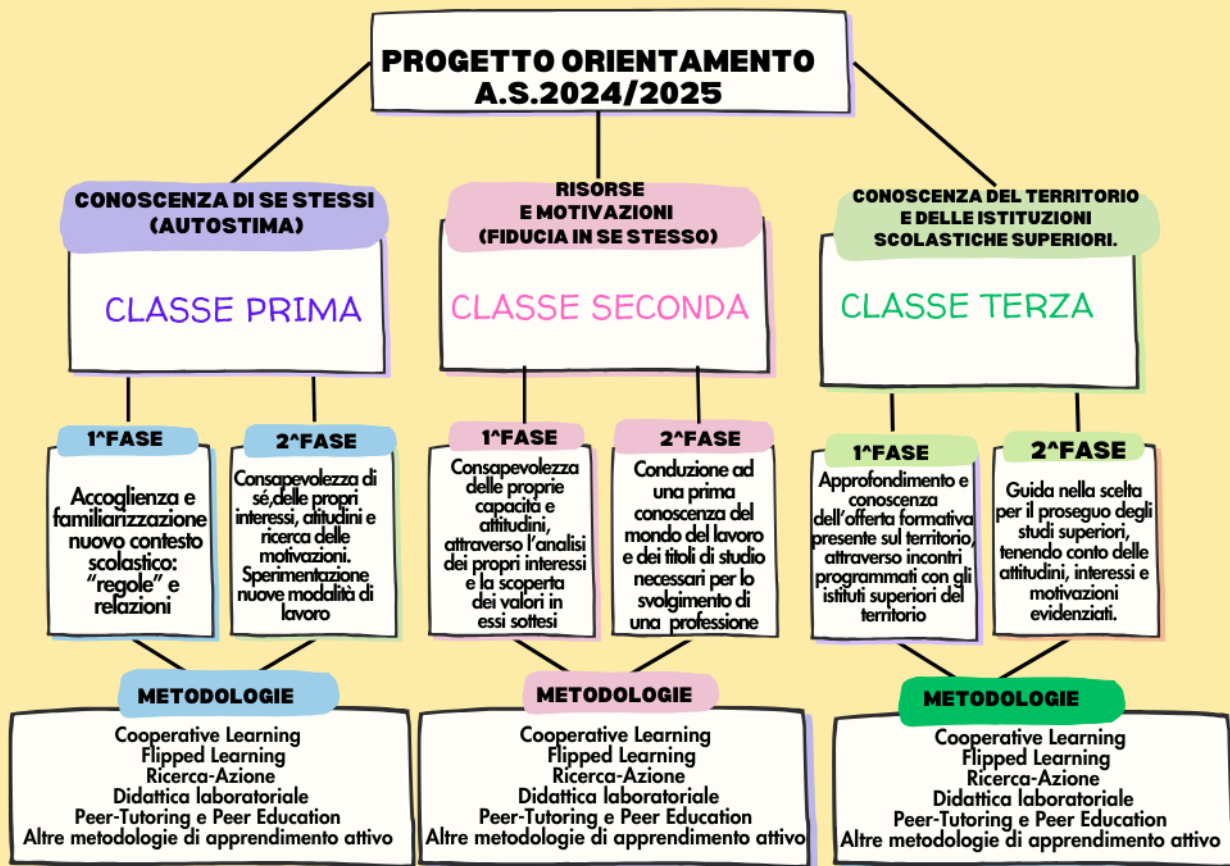 PROGETTO ORIENTAMENTO
A.S.2024/2025
CONOSCENZA DI SE STESSI
(AUTOSTIMA)
CLASSE PRIMA
RISORSE
E MOTIVAZIONI
(FIDUCIA IN SE STESSO)
CLASSE SECONDA
CONOSCENZA DEL TERRITORIO
E DELLE ISTITUZIONI
SCOLASTICHE SUPERIORI.
CLASSE TERZA
1^FASE
Accoglienza e
familiarizzazione
nuovo contesto
scolastico:
“regole” e
relazioni
2^FASE
Consapevolezza di
sé,delle propri
interessi, atitudini e
ricerca delle
motivazioni.
Sperimentazione
nuove modalità di
lavoro
1^FASE
Consapevolezza
delle proprie
capacità e
attitudini,
attraverso l’analisi
dei propri interessi
e la scoperta
dei valori in
essi sottesi
2^FASE
Conduzione ad
una prima
conoscenza del
mondo del lavoro
e dei titoli di studio
necessari per lo
svolgimento di
una professione
1^FASE
Approfondimento e
conoscenza
dell’offerta formativa
presente sul territorio,
attraverso incontri
programmati con gli
istituti superiori del
territorio
2^FASE
Guida nella scelta
per il proseguo degli
studi superiori,
tenendo conto delle
attitudini, interessi e
motivazioni
evidenziati.
METODOLOGIE
Cooperative Learning
Flipped Learning
Ricerca-Azione
Didattica laboratoriale
Peer-Tutoring e Peer Education
Altre metodologie di apprendimento attivo
METODOLOGIE
Cooperative Learning
Flipped Learning
Ricerca-Azione
Didattica laboratoriale
Peer-Tutoring e Peer Education
Altre metodologie di apprendimento attivo
METODOLOGIE
Cooperative Learning
Flipped Learning
Ricerca-Azione
Didattica laboratoriale
Peer-Tutoring e Peer Education
Altre metodologie di apprendimento attivo